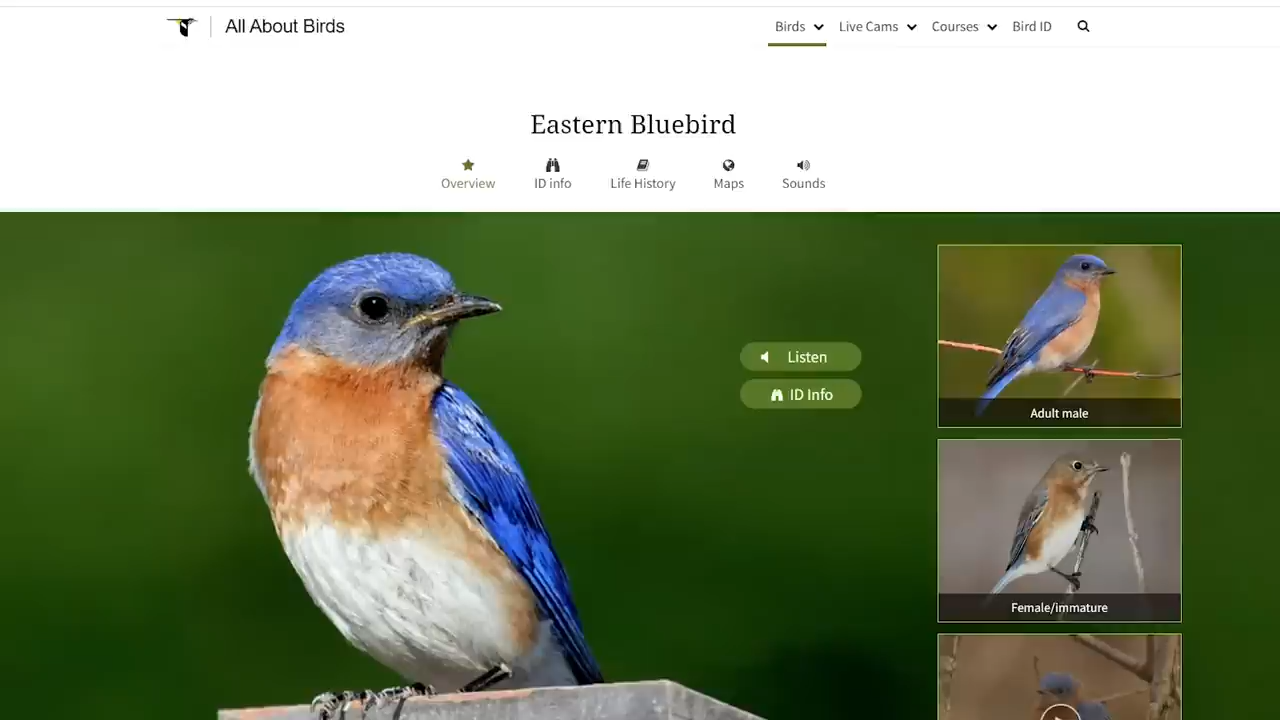 All About Birds
Birds
Live Cams
Courses
Bird ID
Eastern Bluebird
Overview
ID info
Life History
Maps
Sounds
Listen
ID Info
Adult male
Female/immature